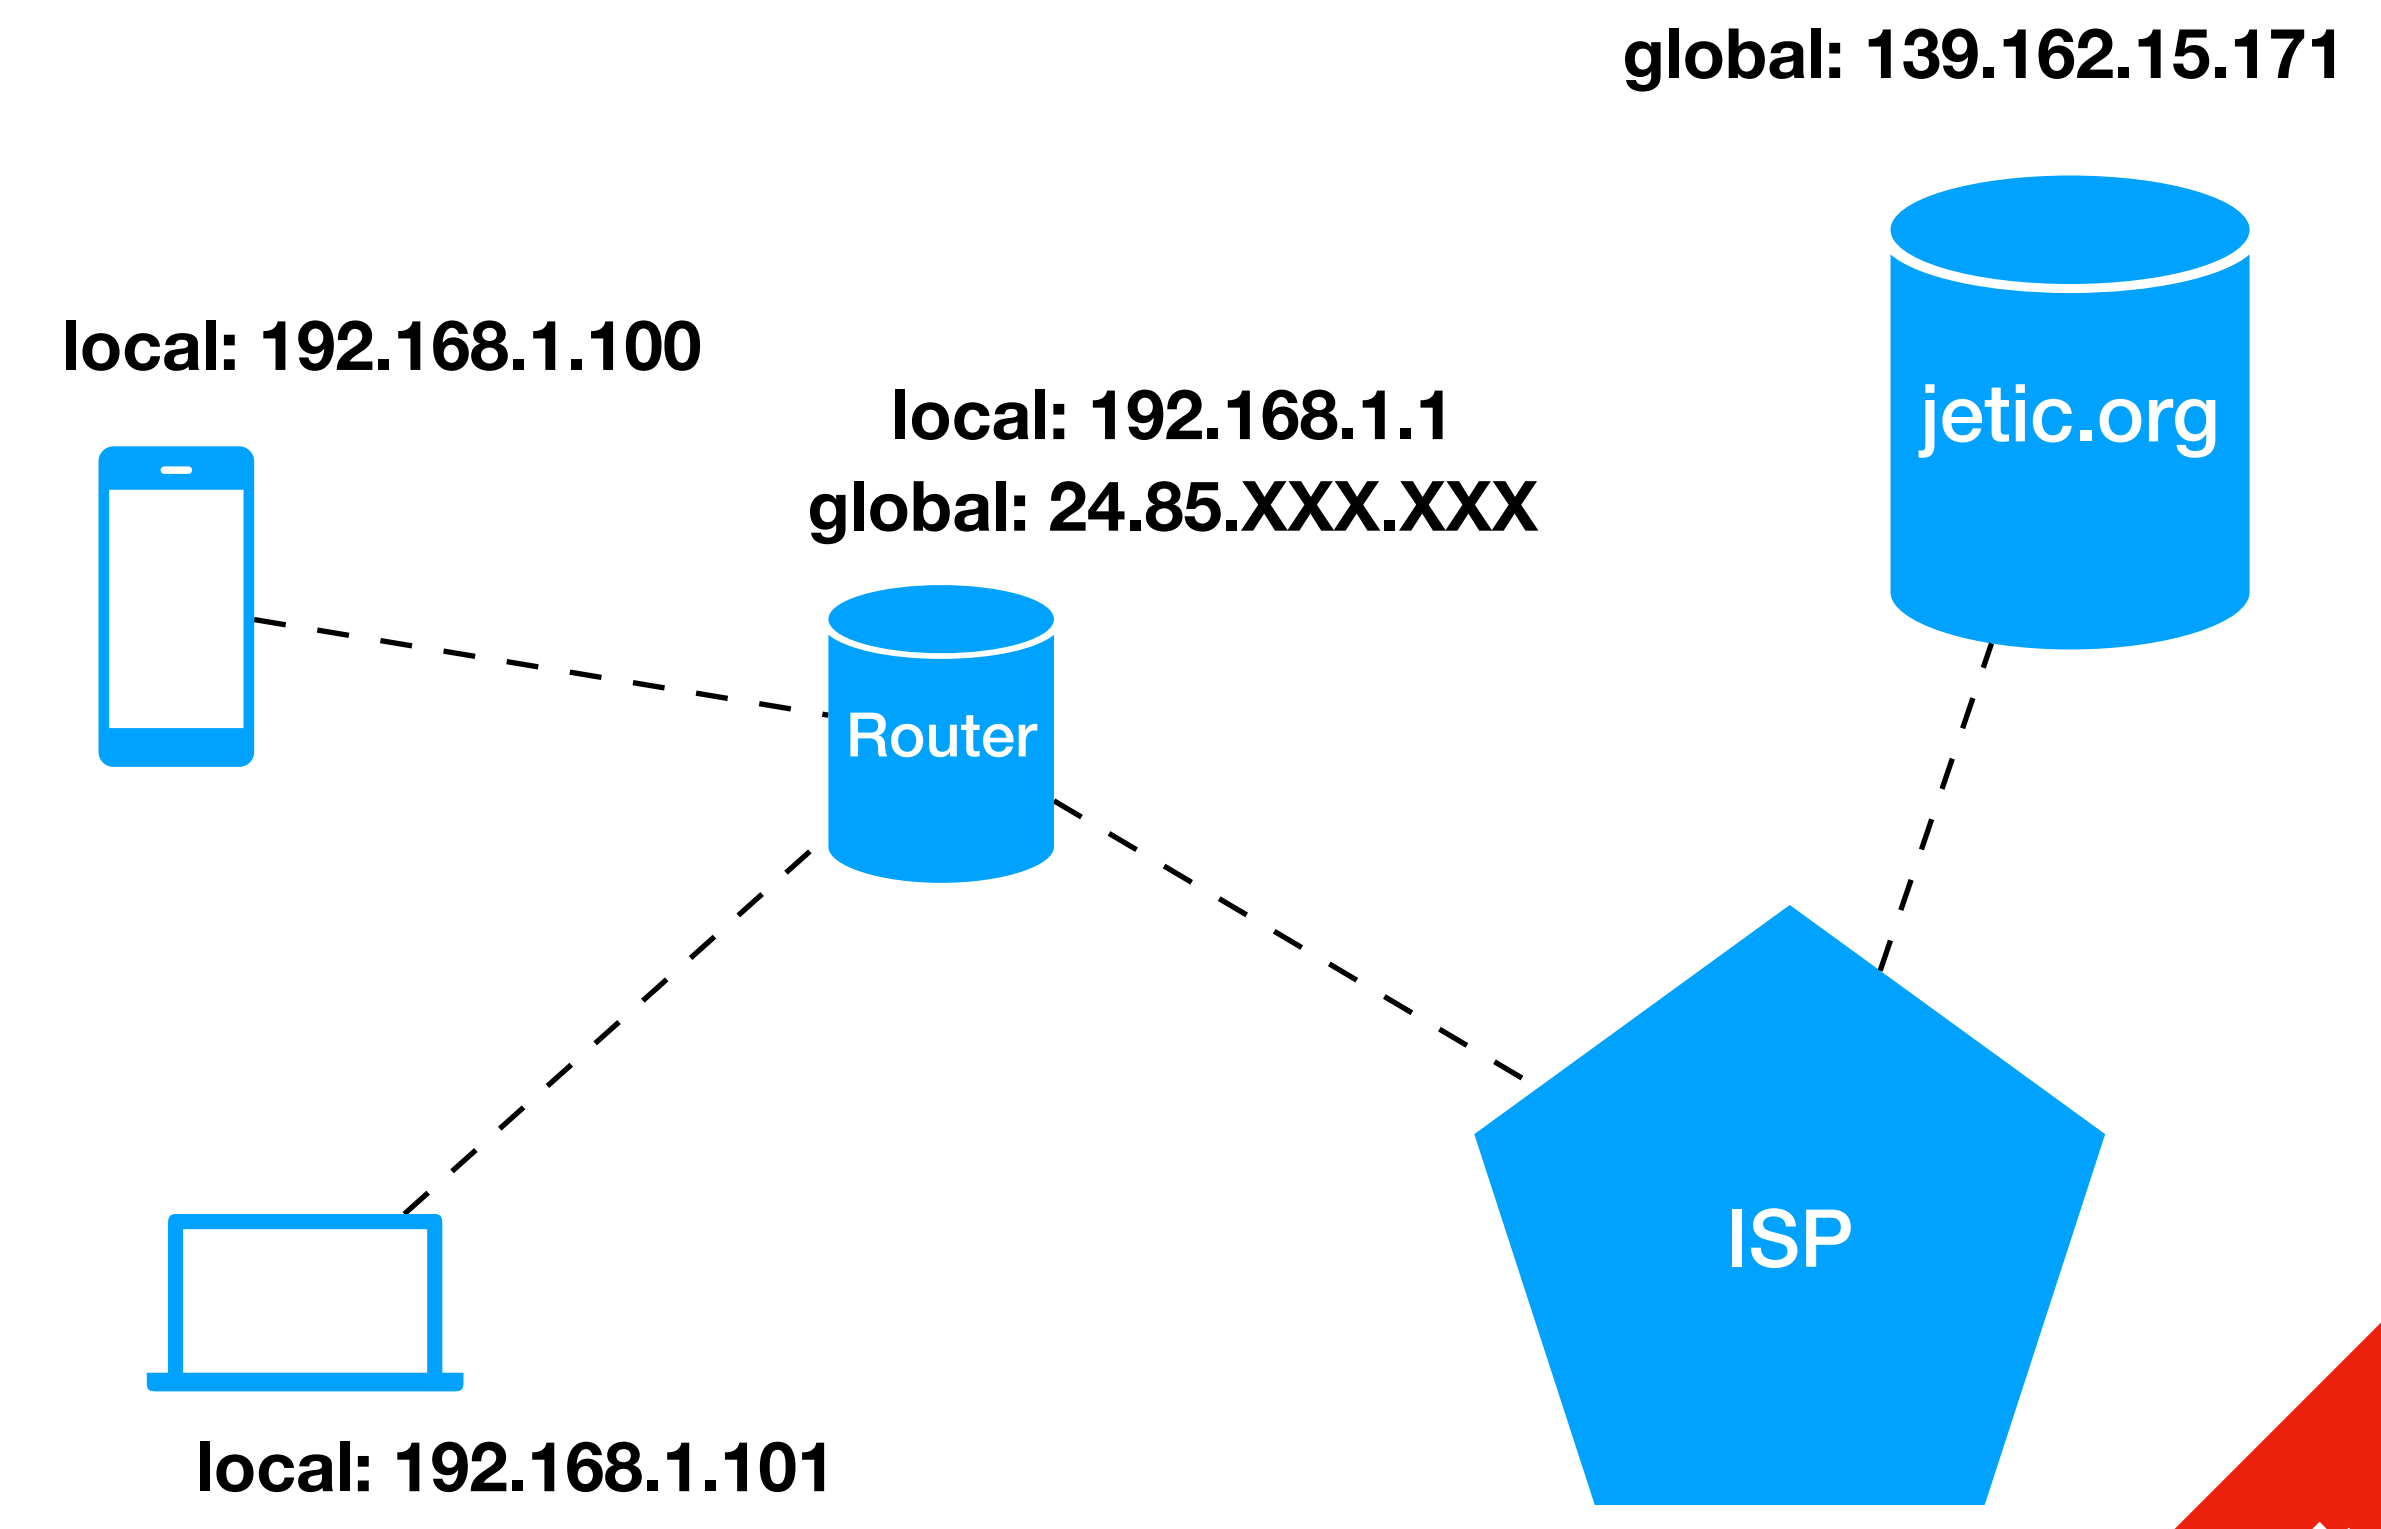 global: 139.162.15.171
local: 192.168.1.100
local: 192.168.1.1
global: 24.85.XXX.XXX
jetic.org
Router
ISP
local: 192.168.1.101